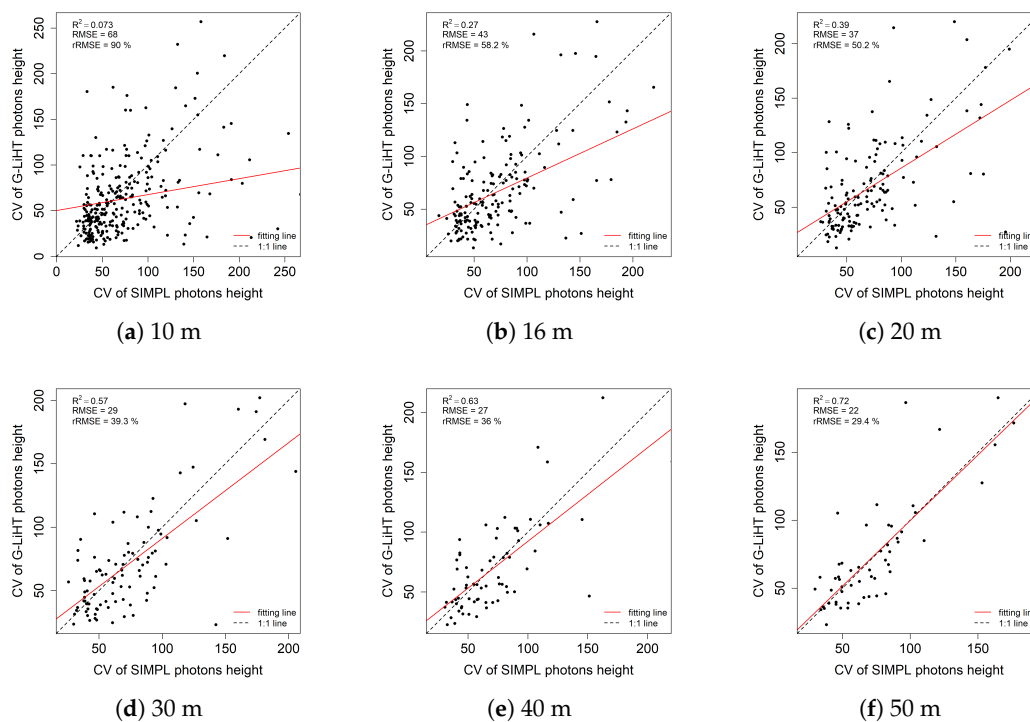 R² = 0.073
RMSE = 68
rRMSE = 90 %
CV of G-LiHT photons height
0 50 100 150 200 250
fitting line
1:1 line
0 50 100 150 200 250
CV of SIMPL photons height
(a) 10 m
R² = 0.27
RMSE = 43
rRMSE = 58.2 %
CV of G-LiHT photons height
50 100 150 200
fitting line
1:1 line
50 100 150 200
CV of SIMPL photons height
(b) 16 m
R² = 0.39
RMSE = 37
rRMSE = 50.2 %
CV of G-LiHT photons height
50 100 150 200
fitting line
1:1 line
50 100 150 200
CV of SIMPL photons height
(c) 20 m
R² = 0.57
RMSE = 29
rRMSE = 39.3 %
CV of G-LiHT photons height
50 100 150 200
fitting line
1:1 line
50 100 150 200
CV of SIMPL photons height
(d) 30 m
R² = 0.63
RMSE = 27
rRMSE = 36 %
CV of G-LiHT photons height
50 100 150 200
fitting line
1:1 line
50 100 150 200
CV of SIMPL photons height
(e) 40 m
R² = 0.72
RMSE = 22
rRMSE = 29.4 %
CV of G-LiHT photons height
50 100 150
fitting line
1:1 line
50 100 150
CV of SIMPL photons height
(f) 50 m